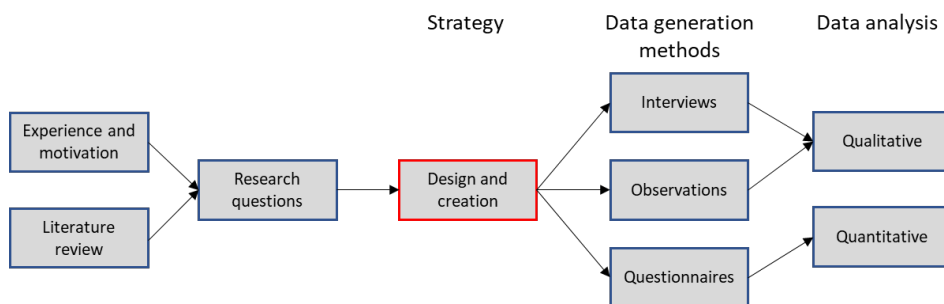 Strategy
Data generation
methods
Data analysis
Experience and
motivation
Literature
review
Research
questions
Design and
creation
Interviews
Observations
Questionnaires
Qualitative
Quantitative